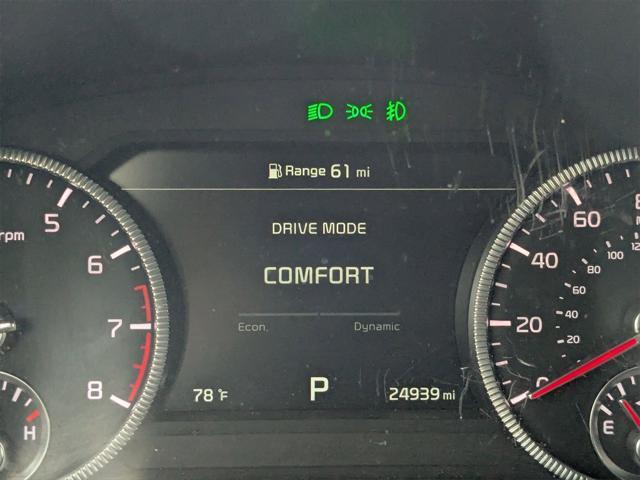 Range 61 mi
DRIVE MODE
COMFORT
Econ. Dynamic
78 °F P 24939 mi
rpm
5
6
7
8
H
0
20
40
60
20
40
60
80
100
E